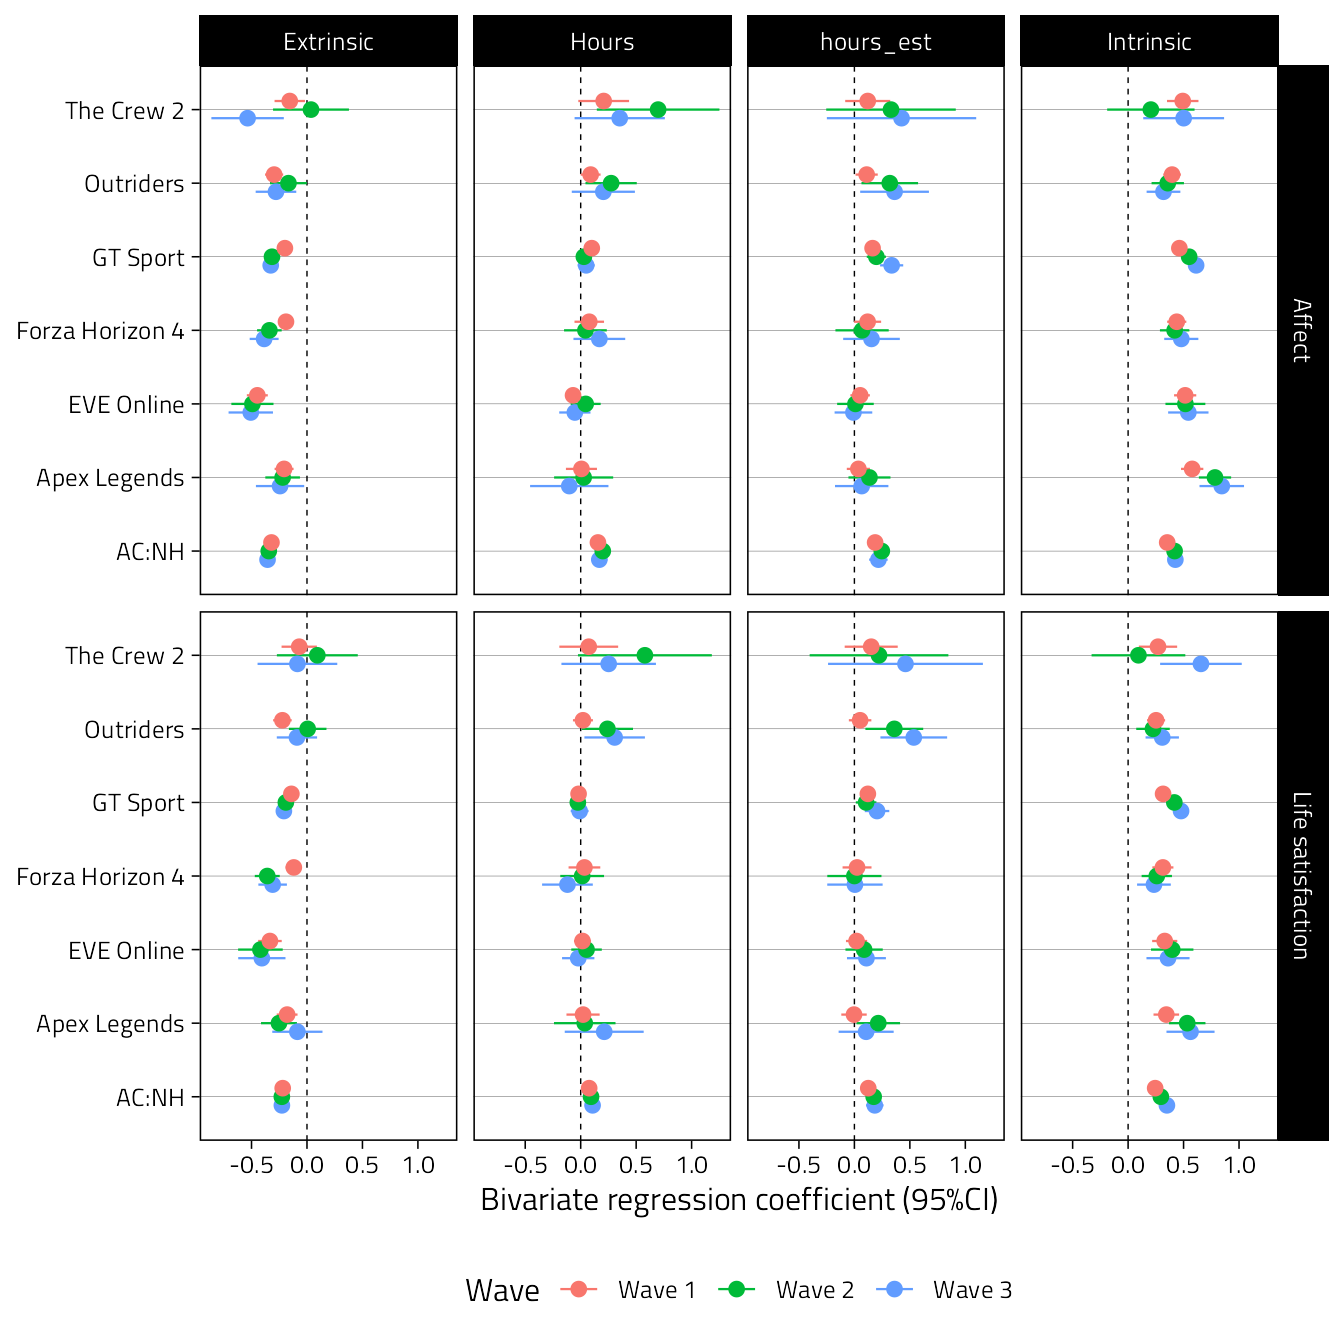 Extrinsic Hours hours_est Intrinsic
The Crew 2
Outriders
GT Sport
Forza Horizon 4
EVE Online
Apex Legends
AC:NH
Affect
The Crew 2
Outriders
GT Sport
Forza Horizon 4
EVE Online
Apex Legends
AC:NH
Life satisfaction
-0.5 0.0 0.5 1.0 -0.5 0.0 0.5 1.0 -0.5 0.0 0.5 1.0 -0.5 0.0 0.5 1.0
Bivariate regression coefficient (95%CI)
Wave Wave 1 Wave 2 Wave 3